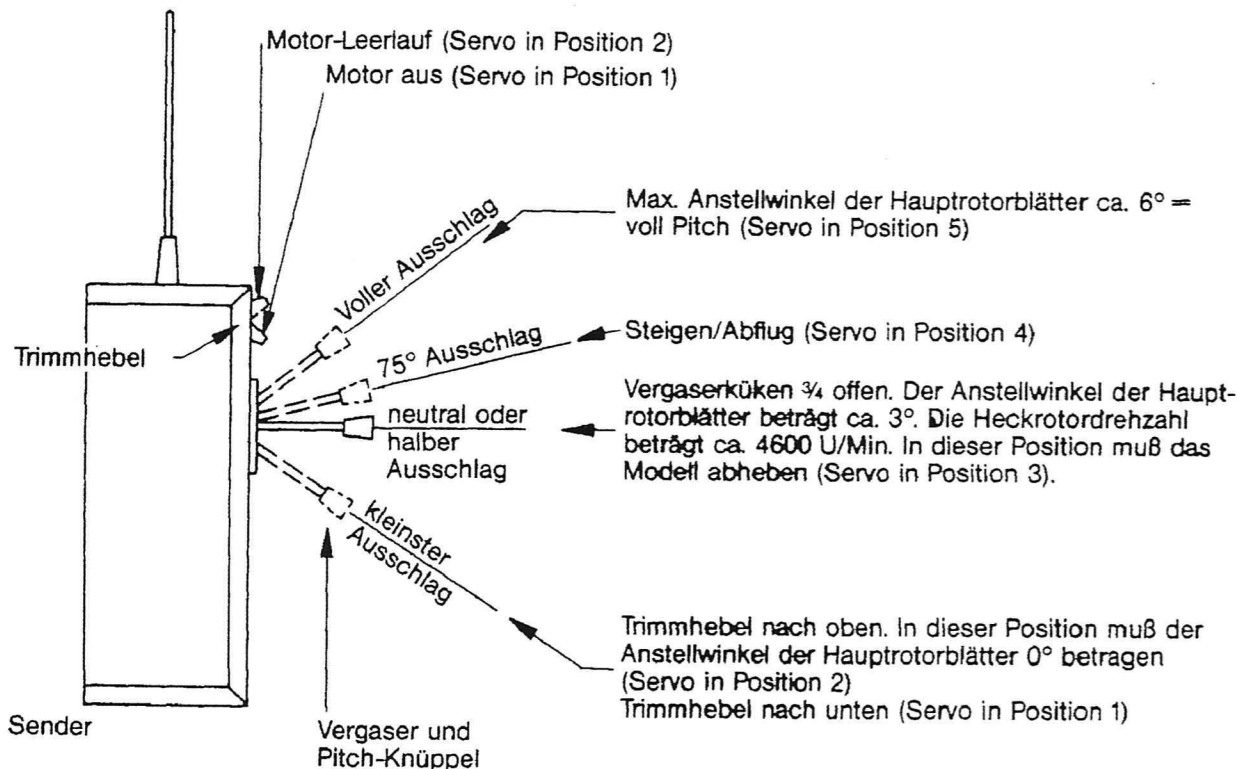 Motor-Leerlauf (Servo in Position 2)
Motor aus (Servo in Position 1)
Max. Anstellwinkel der Hauptrotorblätter ca. 6° =
voll Pitch (Servo in Position 5)
Voller Ausschlag
Trimmhebel
75° Ausschlag
Steigen/Abflug (Servo in Position 4)
neutral oder
halber
Ausschlag
Vergaserküken ¾ offen. Der Anstellwinkel der Haupt-
rotorblätter beträgt ca. 3°. Die Heckrotordrehzahl
beträgt ca. 4600 U/Min. In dieser Position muß das
Modell abheben (Servo in Position 3).
kleinster
Ausschlag
Trimmhebel nach oben. In dieser Position muß der
Anstellwinkel der Hauptrotorblätter 0° betragen
(Servo in Position 2)
Trimmhebel nach unten (Servo in Position 1)
Sender
Vergaser und
Pitch-Knüppel